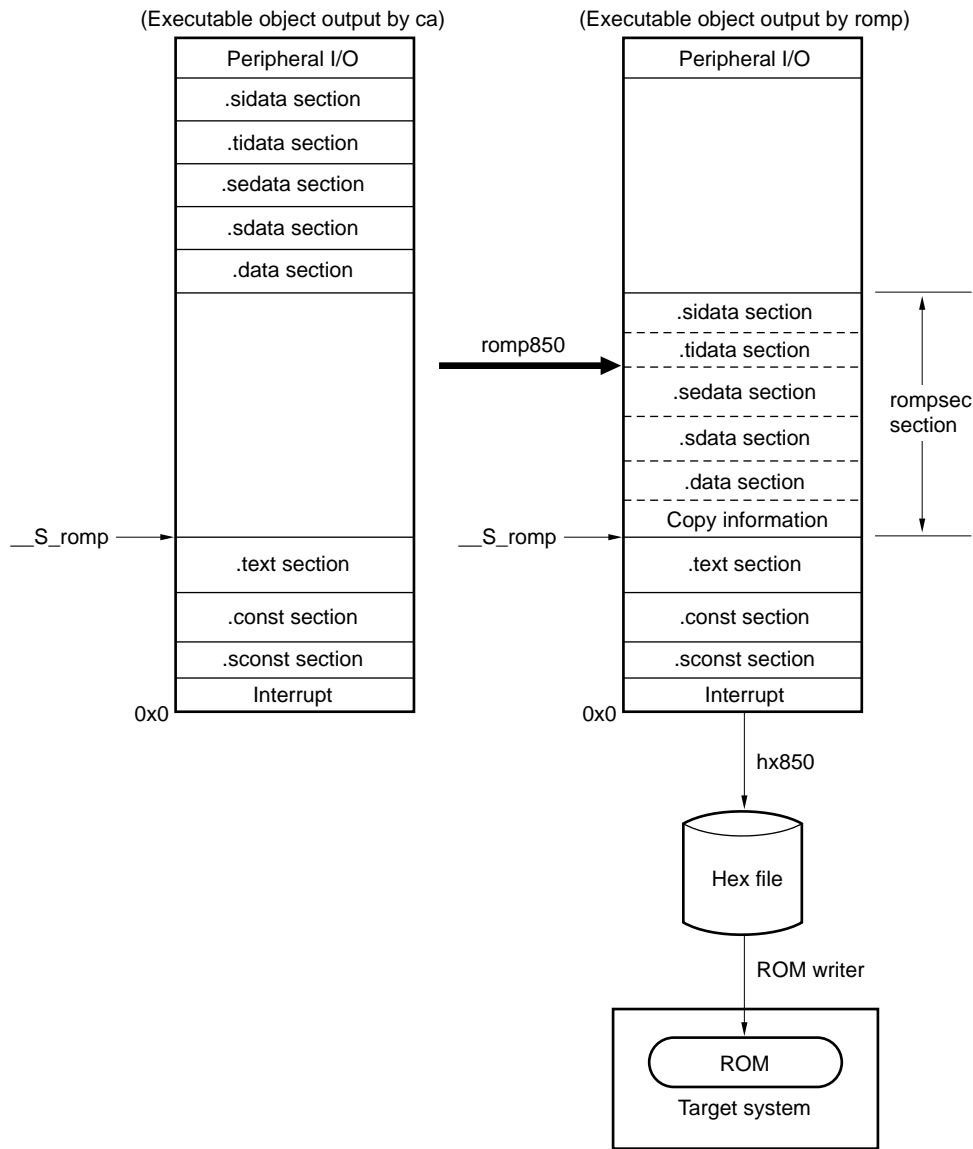 (Executable object output by ca)
Peripheral I/O
.sidata section
.tidata section
.sedata section
.sdata section
.data section
__S_romp
.text section
.const section
.sconst section
Interrupt
0x0
romp850
(Executable object output by romp)
Peripheral I/O
.sidata section
.tidata section
.sedata section
.sdata section
.data section
Copy information
rompsec
section
__S_romp
.text section
.const section
.sconst section
Interrupt
0x0
hx850
Hex file
ROM writer
ROM
Target system